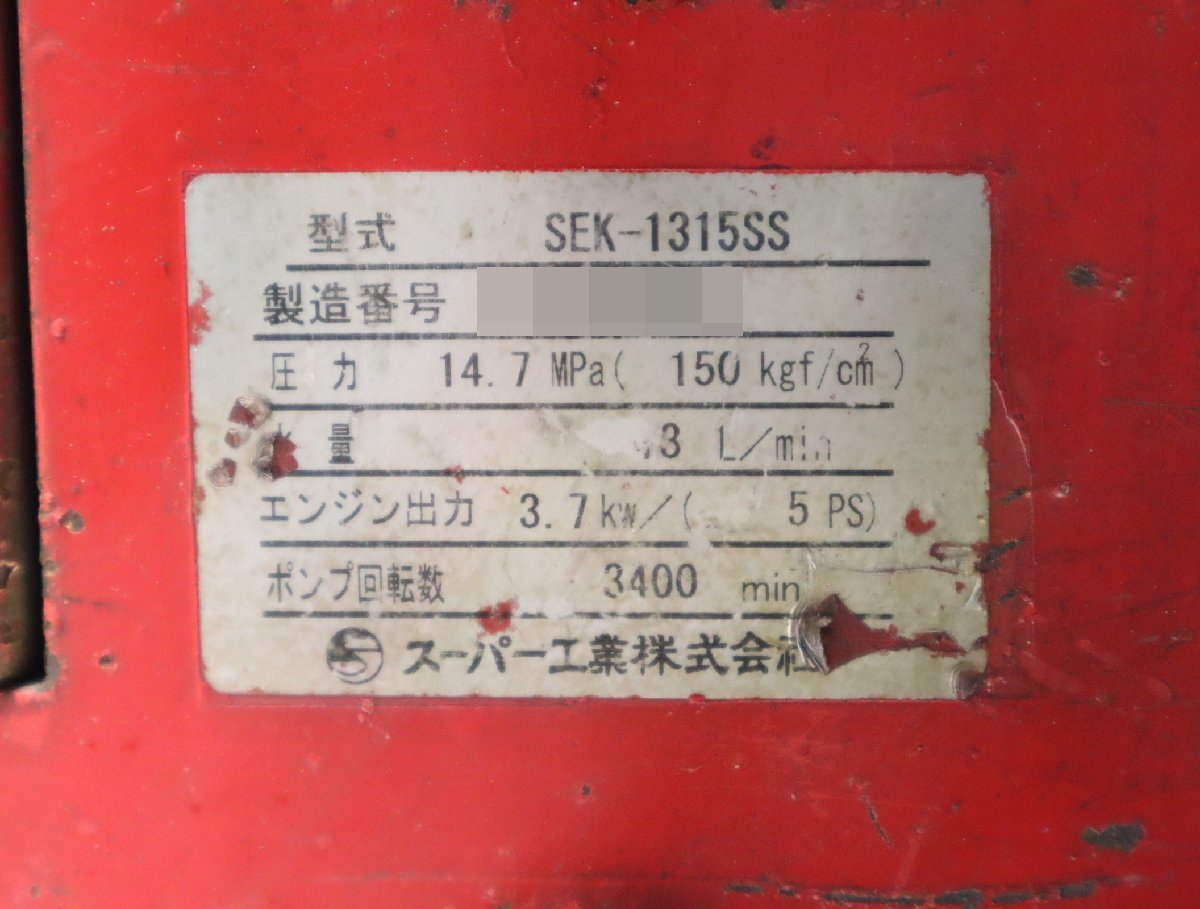 型式 SEK-1315SS
製造番号
圧力 14.7 MPa( 150 kgf/cm²)
量 3 L/min
エンジン出力 3.7kw/( 5 PS)
ポンプ回転数 3400 min
スーパー工業株式会社